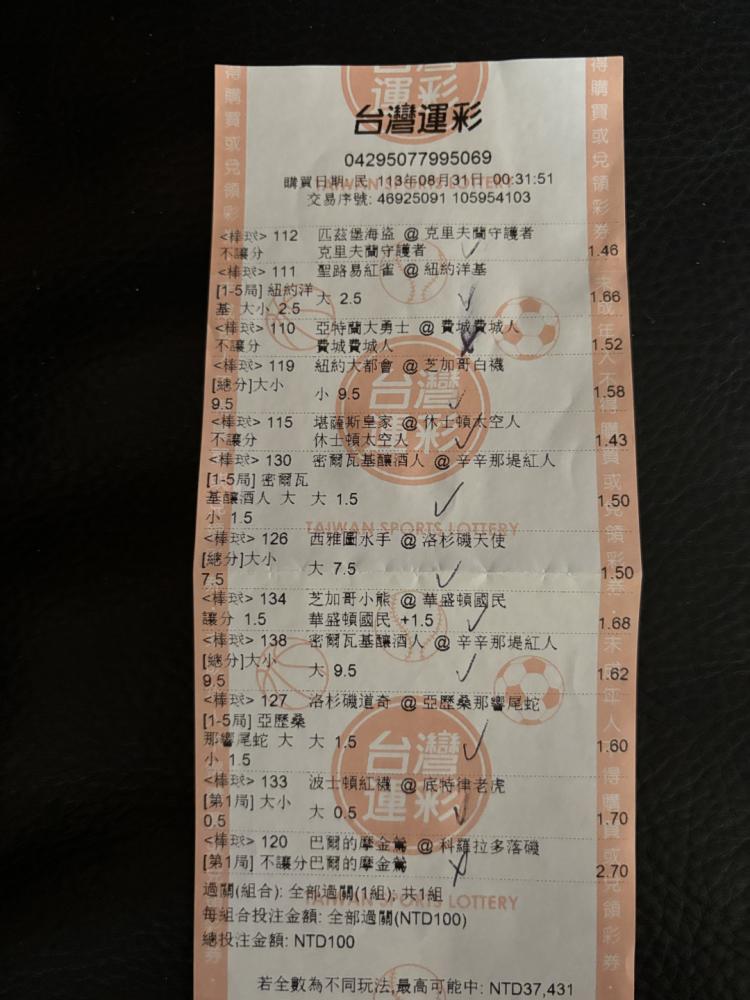 台灣運彩
04295077995069
購買日期: 民 113年08月31日 00:31:51
交易序號: 46925091 105954103
<棒球> 112 匹茲堡海盜 @ 克里夫蘭守護者
不讓分 克里夫蘭守護者 1.46
<棒球> 111 聖路易紅雀 @ 紐約洋基
[1-5局] 紐約洋 大 2.5 1.66
基 大小 2.5
<棒球> 110 亞特蘭大勇士 @ 費城費城人
不讓分 費城費城人 1.52
<棒球> 119 紐約大都會 @ 芝加哥白襪
[總分]大小 小 9.5 1.58
9.5
<棒球> 115 堪薩斯皇家 @ 休士頓太空人
不讓分 休士頓太空人 1.43
<棒球> 130 密爾瓦基釀酒人 @ 辛辛那堤紅人
[1-5局] 密爾瓦
基釀酒人 大 大 1.5 1.50
小 1.5
TAIWAN SPORTS LOTTERY
<棒球> 126 西雅圖水手 @ 洛杉磯天使
[總分]大小 大 7.5 1.50
7.5
<棒球> 134 芝加哥小熊 @ 華盛頓國民
讓分 1.5 華盛頓國民 +1.5 1.68
<棒球> 138 密爾瓦基釀酒人 @ 辛辛那堤紅人
[總分]大小 大 9.5 1.62
9.5
<棒球> 127 洛杉磯道奇 @ 亞歷桑那響尾蛇
[1-5局] 亞歷桑
那響尾蛇 大 大 1.5 1.60
小 1.5
<棒球> 133 波士頓紅襪 @ 底特律老虎
[第1局] 大小 大 0.5 1.70
0.5
<棒球> 120 巴爾的摩金鶯 @ 科羅拉多落磯
[第1局] 不讓分 巴爾的摩金鶯 2.70
過關(組合): 全部過關(1組); 共1組
每組合投注金額: 全部過關(NTD100)
總投注金額: NTD100
若全數為不同玩法,最高可能中: NTD37,431